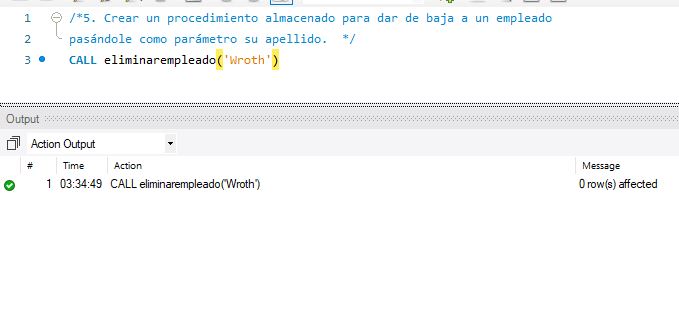 1 /*5. Crear un procedimiento almacenado para dar de baja a un empleado
2 pasándole como parámetro su apellido. */
3 CALL eliminarempleado('Wroth')
Output
Action Output
# Time Action Message
1 03:34:49 CALL eliminarempleado('Wroth') 0 row(s) affected